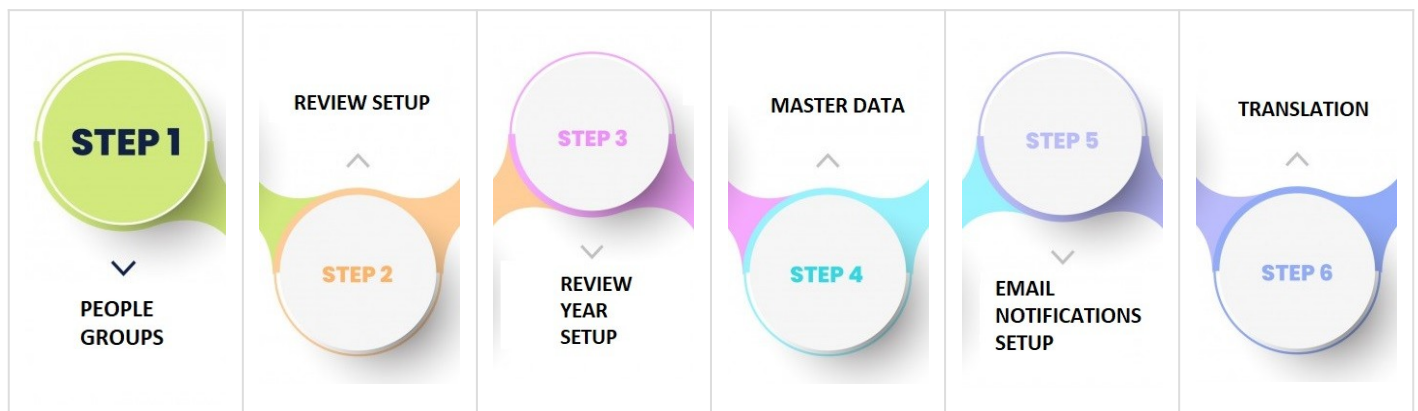 STEP 1
PEOPLE
GROUPS
REVIEW SETUP
STEP 2
STEP 3
REVIEW
YEAR
SETUP
MASTER DATA
STEP 4
STEP 5
EMAIL
NOTIFICATIONS
SETUP
TRANSLATION
STEP 6